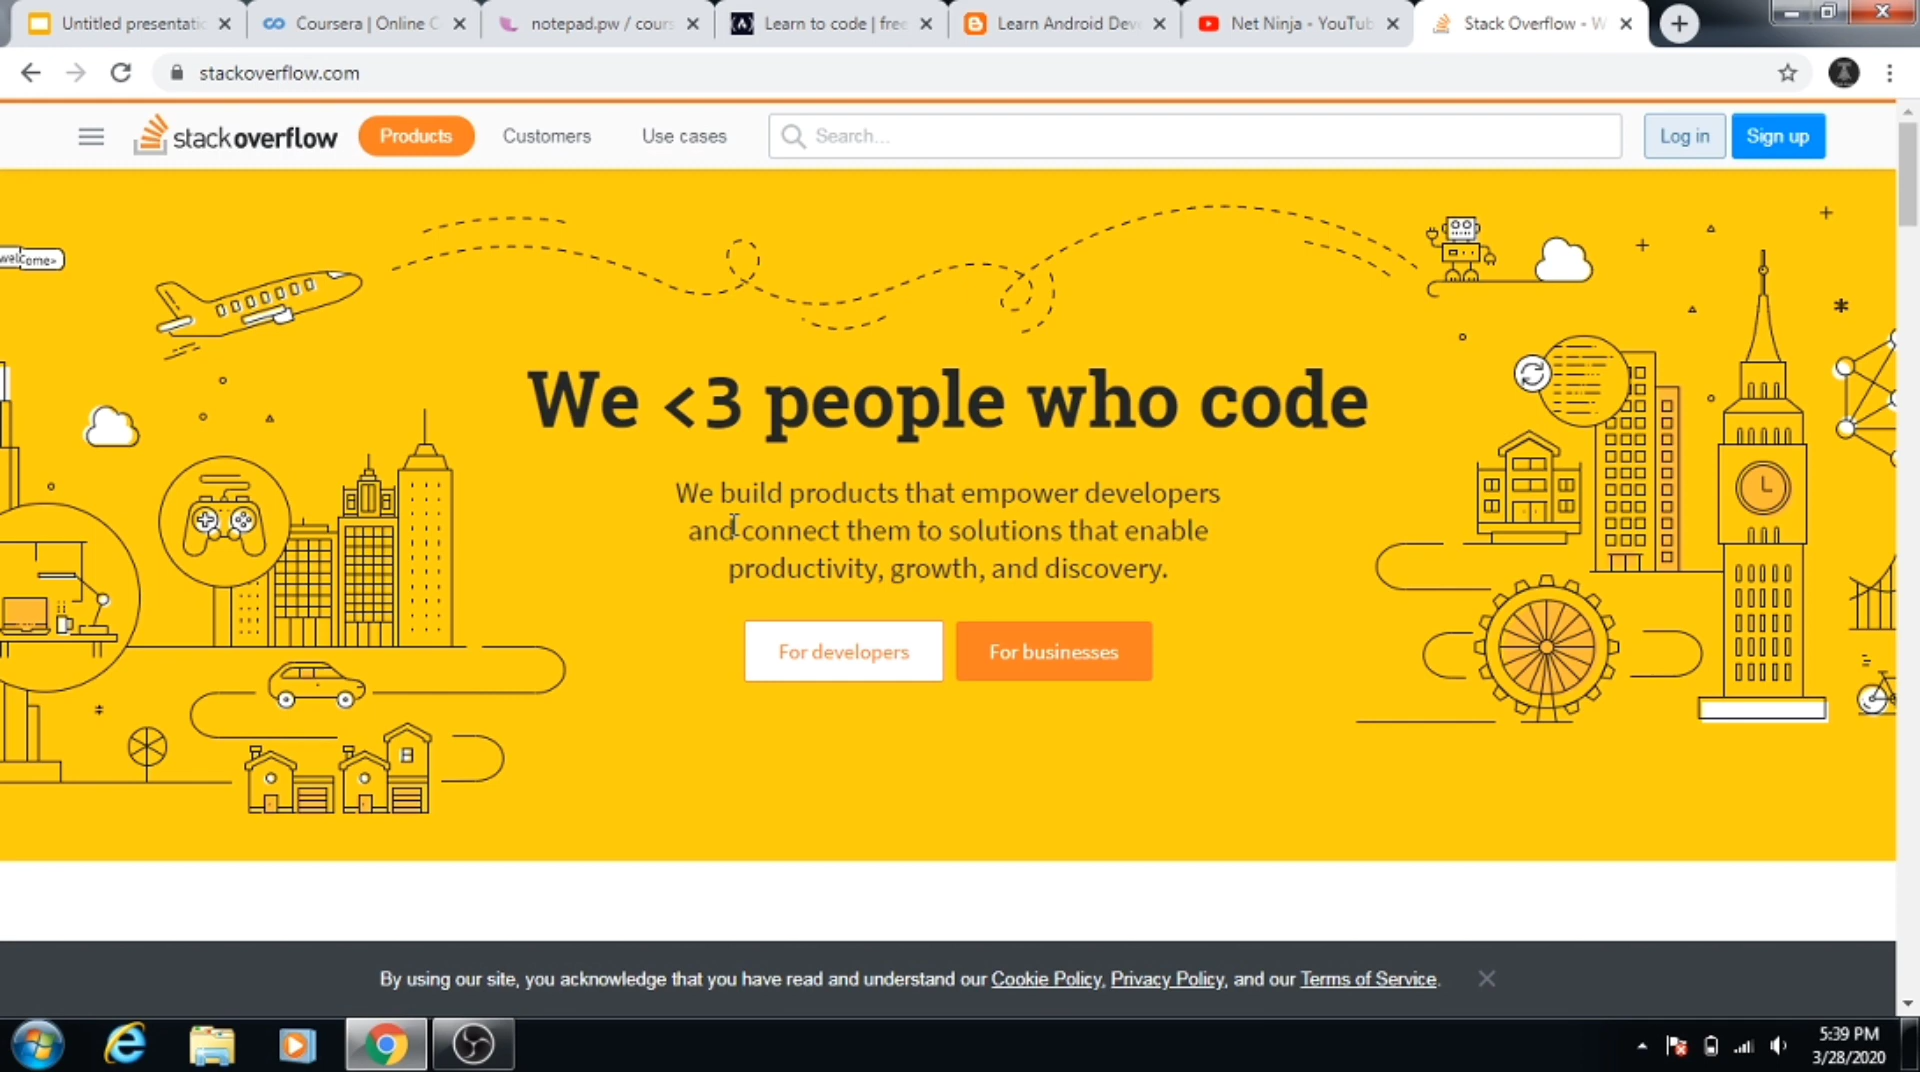 Untitled presentati
Coursera | Online C
notepad.pw / cours
Learn to code | free
Learn Android Dev
Net Ninja - YouTub
Stack Overflow - W
stackoverflow.com
stackoverflow
Products
Customers
Use cases
Search...
Log in
Sign up
welcome>
We <3 people who code
We build products that empower developers
and connect them to solutions that enable
productivity, growth, and discovery.
For developers
For businesses
By using our site, you acknowledge that you have read and understand our Cookie Policy, Privacy Policy, and our Terms of Service.
5:39 PM
3/28/2020